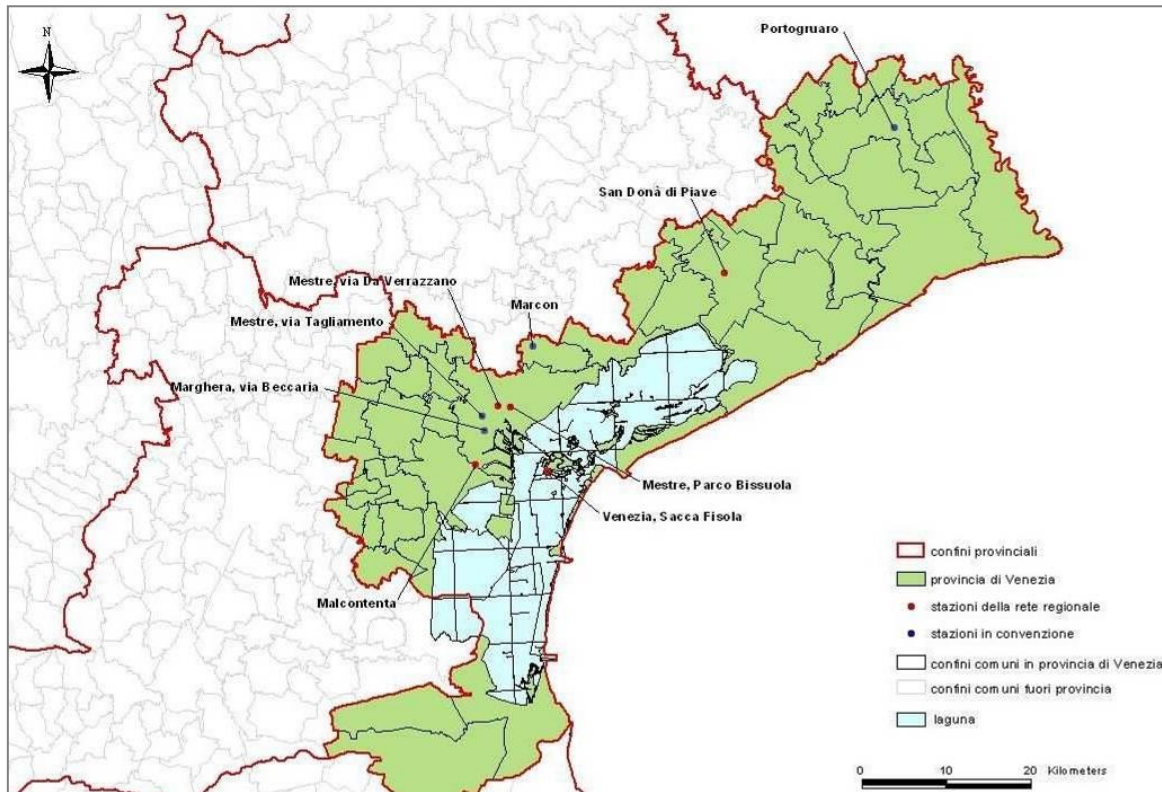 N
Portogruaro
San Donà di Piave
Mestre, via Da Verrazzano
Marcon
Mestre, via Tagliamento
Marghera, via Beccaria
Mestre, Parco Bissuola
Venezia, Sacca Fisola
Malcontenta
confini provinciali
provincia di Venezia
stazioni della rete regionale
stazioni in convenzione
confini comuni in provincia di Venezia
confini comuni fuori provincia
laguna
0 10 20 Kilometers